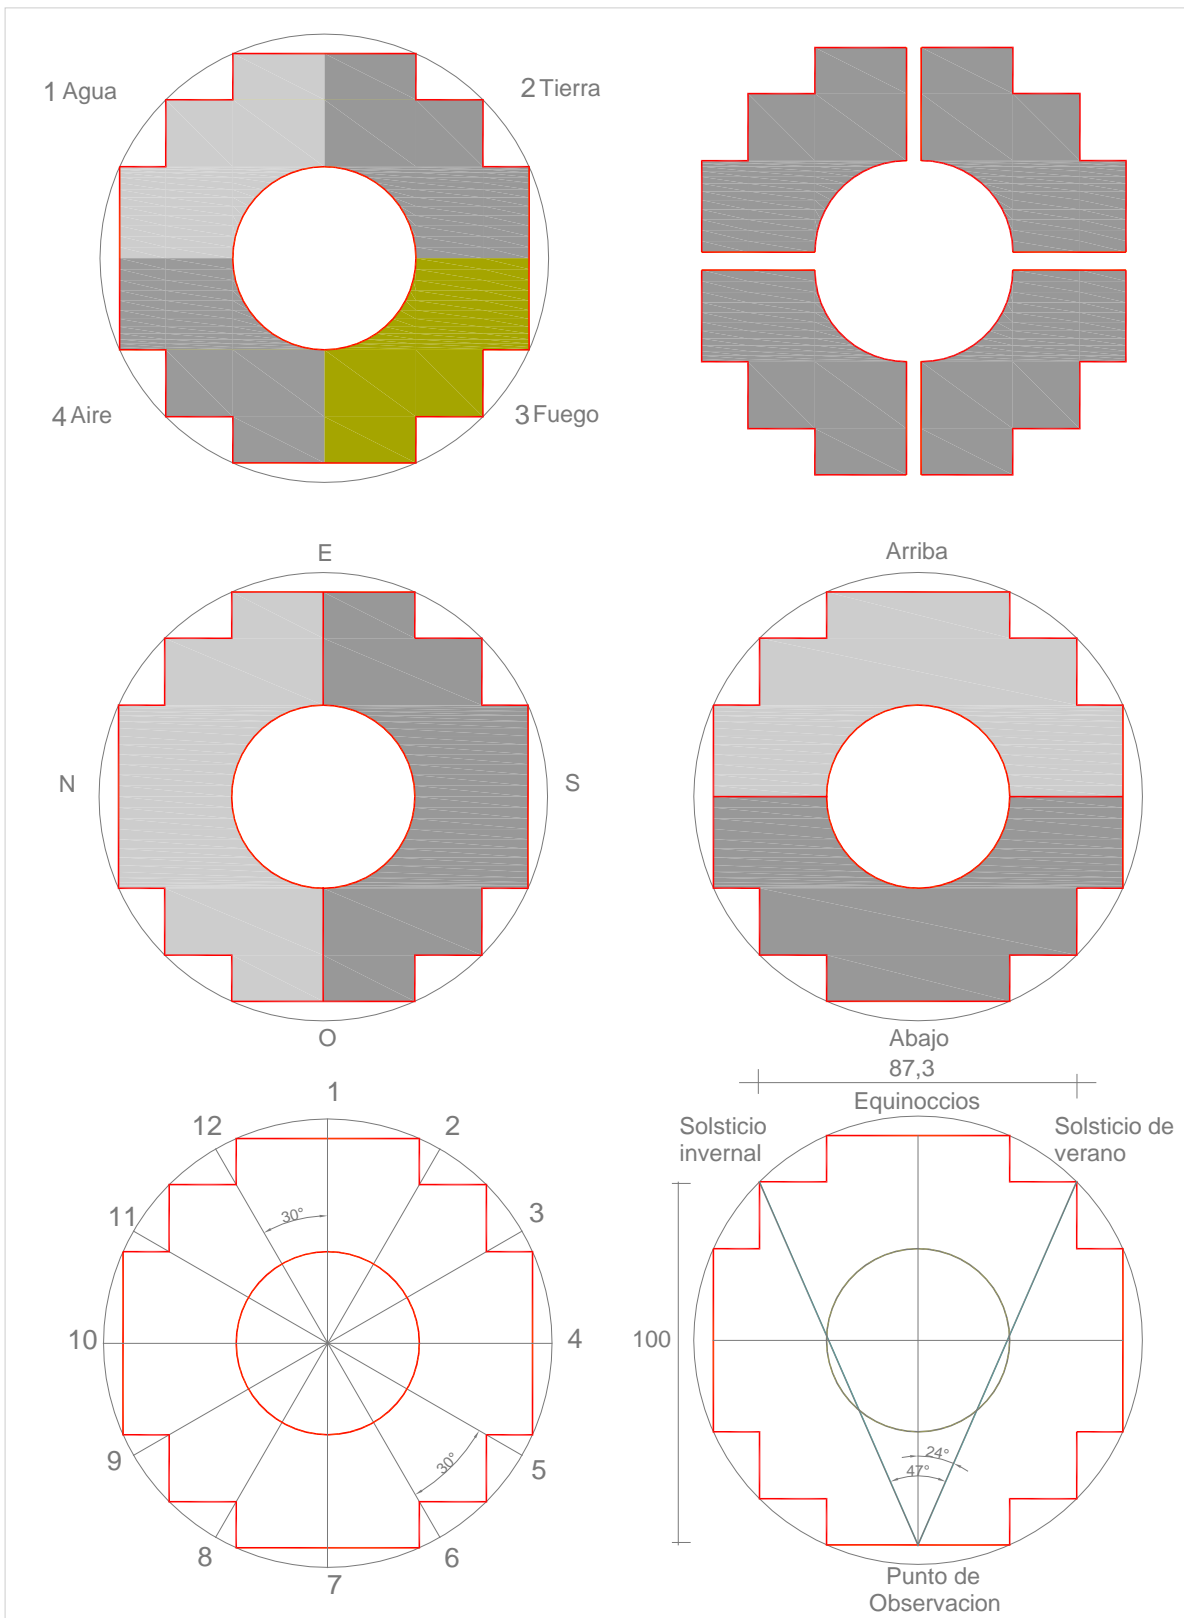 1 Agua
2 Tierra
4 Aire
3 Fuego
E
N
S
O
Arriba
Abajo
87,3
Equinoccios
Solsticio
invernal
Solsticio de
verano
1
2
3
4
5
6
7
8
9
10
11
12
30°
30°
100
24°
47°
Punto de
Observacion